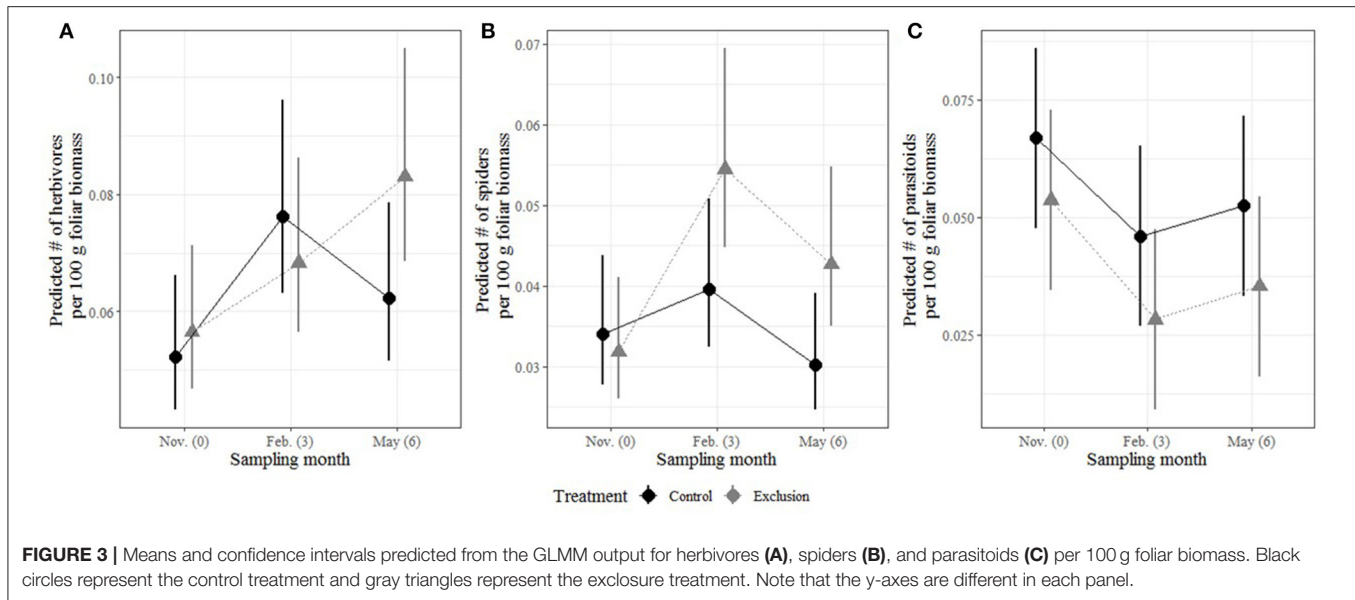 A
Predicted # of herbivores
per 100 g foliar biomass
0.10
0.08
0.06
Nov. (0) Feb. (3) May (6)
Sampling month
B
Predicted # of spiders
per 100 g foliar biomass
0.07
0.06
0.05
0.04
0.03
Nov. (0) Feb. (3) May (6)
Sampling month
C
Predicted # of parasitoids
per 100 g foliar biomass
0.075
0.050
0.025
Nov. (0) Feb. (3) May (6)
Sampling month
Treatment Control Exclusion
FIGURE 3 | Means and confidence intervals predicted from the GLMM output for herbivores (A), spiders (B), and parasitoids (C) per 100 g foliar biomass. Black
circles represent the control treatment and gray triangles represent the exclosure treatment. Note that the y-axes are different in each panel.